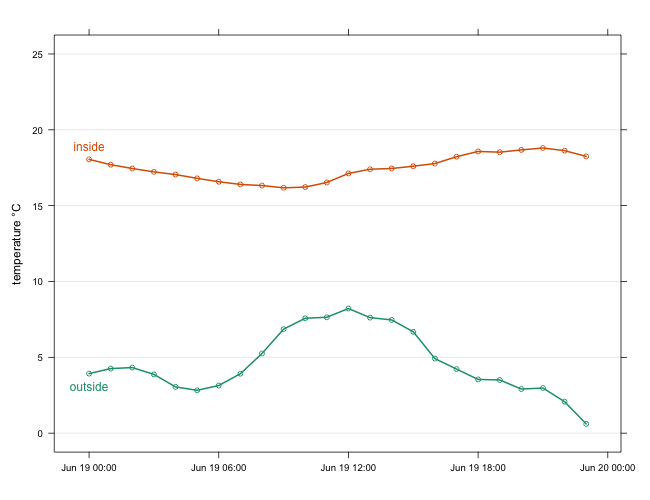 25
20
15
10
5
0
temperature °C
inside
outside
Jun 19 00:00
Jun 19 06:00
Jun 19 12:00
Jun 19 18:00
Jun 20 00:00